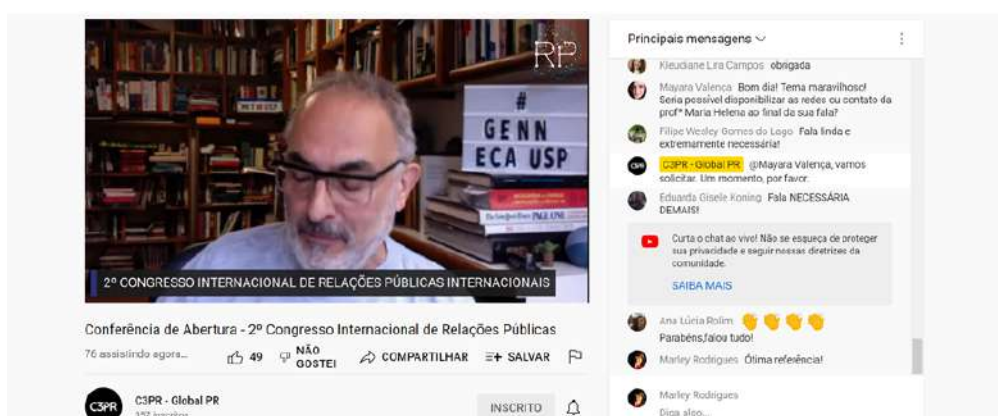 RP
#
GENN
ECA USP
2º CONGRESSO INTERNACIONAL DE RELAÇÕES PÚBLICAS INTERNACIONAIS
Conferência de Abertura - 2º Congresso Internacional de Relações Públicas
76 assistindo agora...
49
NÃO GOSTEI
COMPARTILHAR
SALVAR
C3PR
C3PR - Global PR
157 inscritos
INSCRITO
Principais mensagens
Kleudiane Lira Campos obrigada
Mayara Valença Bom dia! Tema maravilhoso!
Seria possível disponibilizar as redes ou contato da
profª Maria Helena ao final da sua fala?
Filipe Wesley Gomes do Lago Fala linda e
extremamente necessária!
C3PR - Global PR @Mayara Valença, vamos
solicitar. Um momento, por favor.
Eduarda Gisele Koning Fala NECESSÁRIA
DEMAIS!
Curta o chat ao vivo! Não se esqueça de proteger
sua privacidade e seguir nossas diretrizes da
comunidade.
SAIBA MAIS
Ana Lúcia Rolim 👏👏👏👏
Parabéns,falou tudo!
Marley Rodrigues Ótima referência!
Marley Rodrigues
Diga algo...